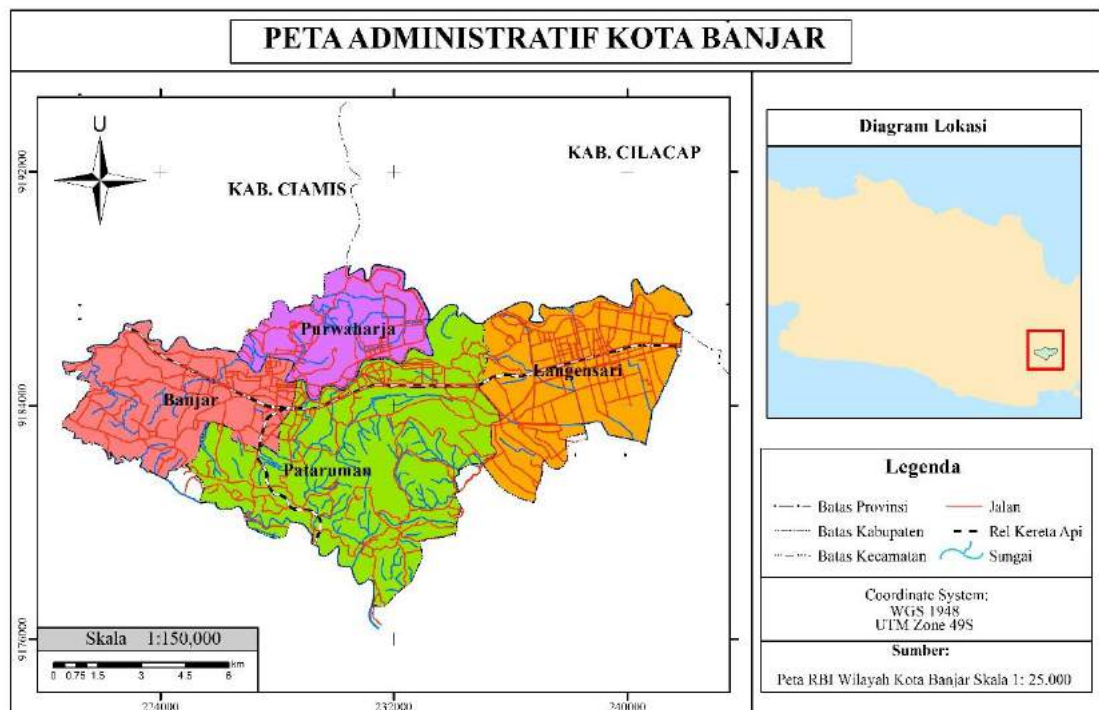 PETA ADMINISTRATIF KOTA BANJAR
U
KAB. CILACAP
KAB. CIAMIS
9192000
9184000
9176000
Purwaharja
Langensari
Banjar
Pataruman
Skala 1:150,000
0 0.75 1.5 3 4.5 6 km
224000
232000
240000
Diagram Lokasi
Legenda
Batas Provinsi
Batas Kabupaten
Batas Kecamatan
Jalan
Rel Kereta Api
Sungai
Coordinate System:
WGS 1948
UTM Zone 49S
Sumber:
Peta RBI Wilayah Kota Banjar Skala 1: 25.000